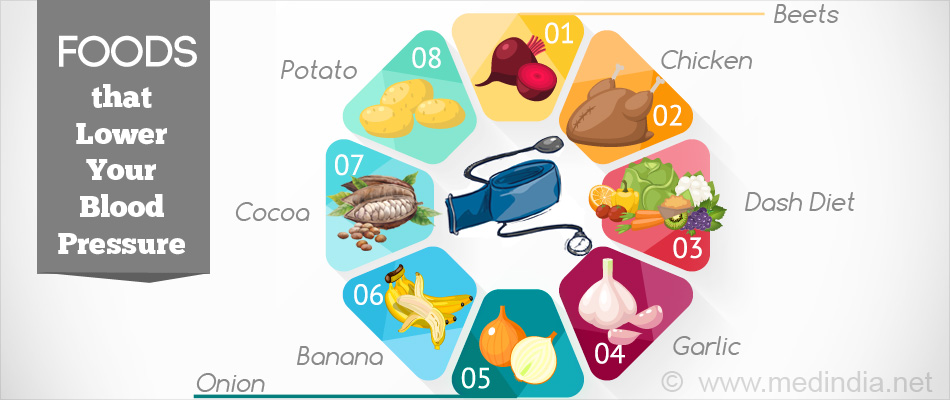 FOODS
that
Lower
Your
Blood
Pressure
01
Beets
02
Chicken
03
Dash Diet
04
Garlic
05
Onion
06
Banana
07
Cocoa
08
Potato
© www.medindia.net